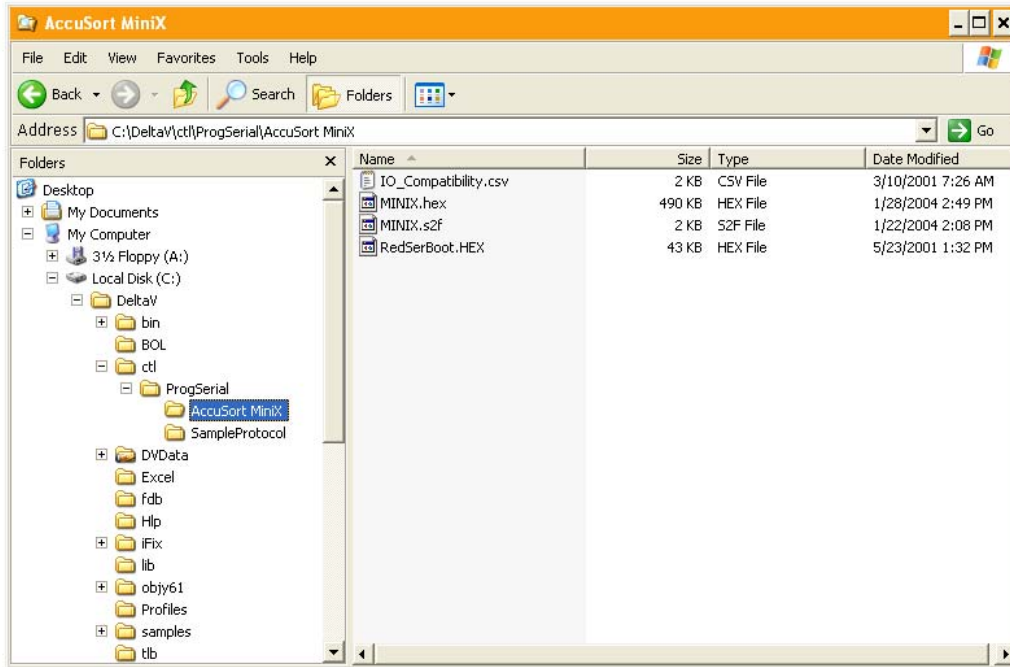 AccuSort MiniX
File Edit View Favorites Tools Help
Back Search Folders
Address C:\DeltaV\ctl\ProgSerial\AccuSort MiniX Go
Folders
Desktop
My Documents
My Computer
3½ Floppy (A:)
Local Disk (C:)
DeltaV
bin
BOL
ctl
ProgSerial
AccuSort MiniX
SampleProtocol
DVData
Excel
fdb
Hlp
iFix
lib
objy61
Profiles
samples
tlb
Name Size Type Date Modified
IO_Compatibility.csv 2 KB CSV File 3/10/2001 7:26 AM
MINIX.hex 490 KB HEX File 1/28/2004 2:49 PM
MINIX.s2f 2 KB S2F File 1/22/2004 2:08 PM
RedSerBoot.HEX 43 KB HEX File 5/23/2001 1:32 PM